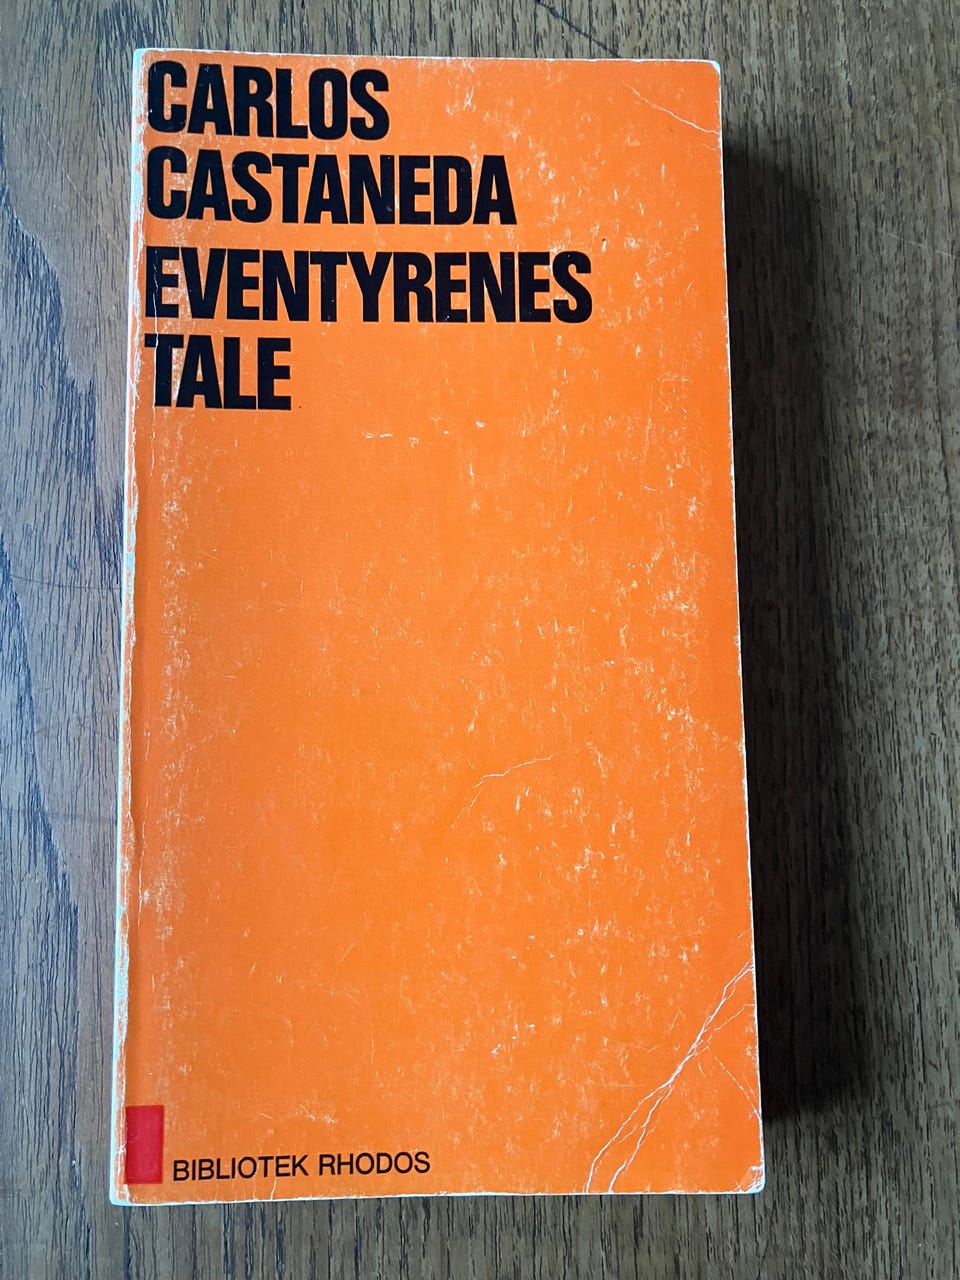 CARLOS
CASTANEDA
EVENTYRENES
TALE
BIBLIOTEK RHODOS